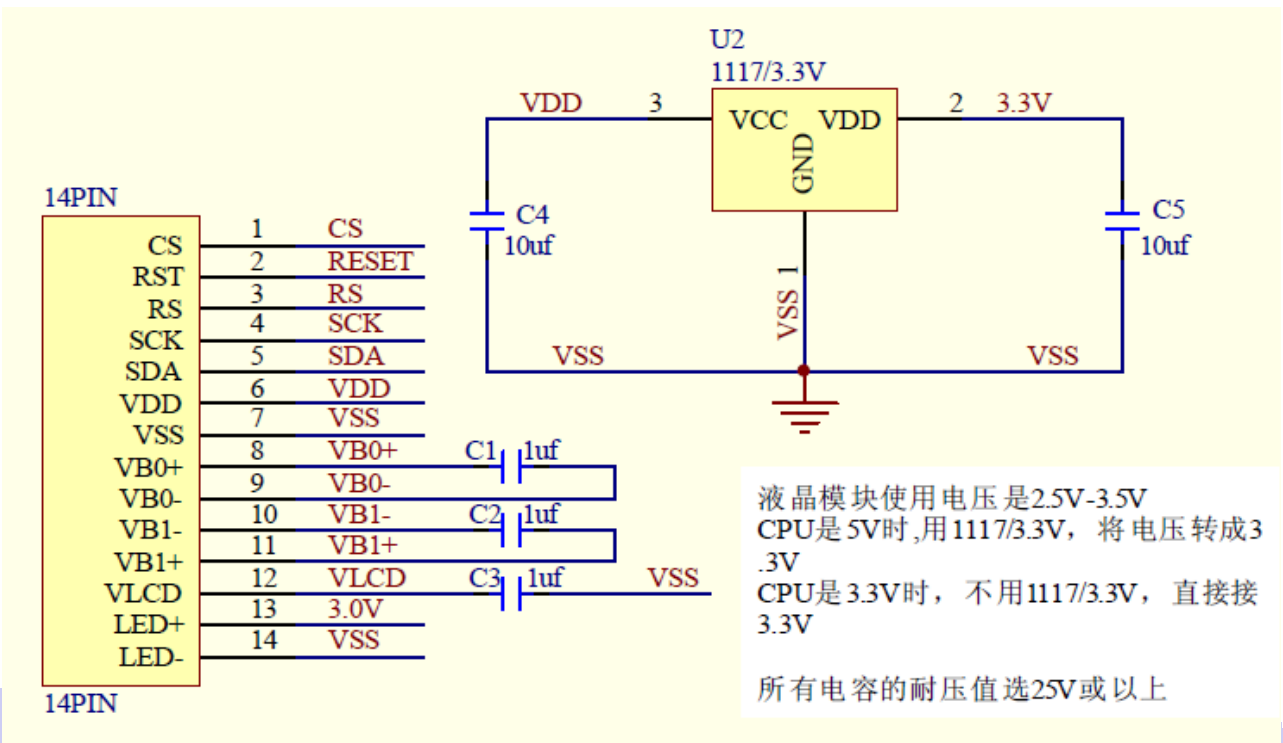 U2
1117/3.3V
VDD 3 VCC VDD 2 3.3V
GND
C4
10uf
C5
10uf
VSS 1
VSS
VSS
14PIN
CS 1 CS
RST 2 RESET
RS 3 RS
SCK 4 SCK
SDA 5 SDA
VDD 6 VDD
VSS 7 VSS
VB0+ 8 VB0+ C1 1uf
VB0- 9 VB0-
VB1- 10 VB1- C2 1uf
VB1+ 11 VB1+
VLCD 12 VLCD C3 1uf VSS
LED+ 13 3.0V
LED- 14 VSS
14PIN
液晶模块使用电压是2.5V-3.5V
CPU是5V时,用1117/3.3V，将电压转成3
.3V
CPU是3.3V时，不用1117/3.3V，直接接
3.3V
所有电容的耐压值选25V或以上